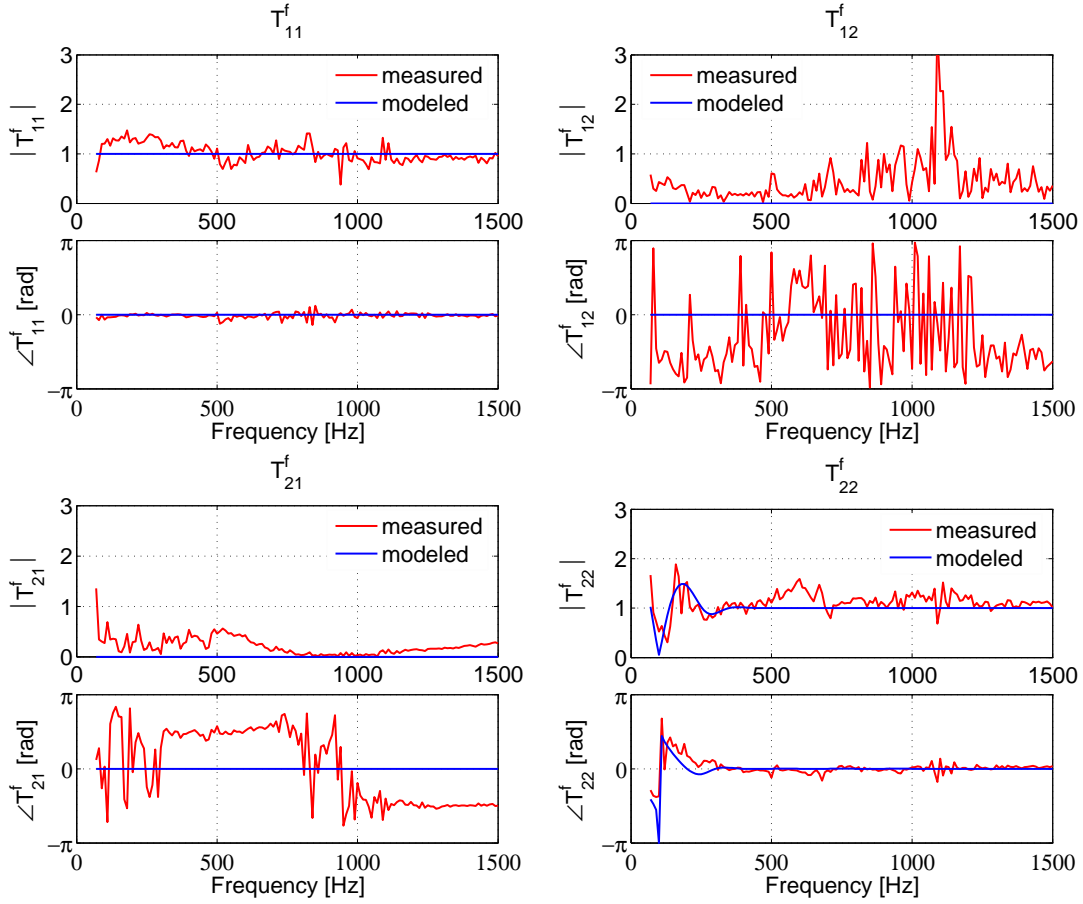 T^f_11
3
2
1
0
|T^f_11|
measured
modeled
0 500 1000 1500
π
0
−π
∠T^f_11 [rad]
0 500 1000 1500
Frequency [Hz]
T^f_12
3
2
1
0
|T^f_12|
measured
modeled
0 500 1000 1500
π
0
−π
∠T^f_12 [rad]
0 500 1000 1500
Frequency [Hz]
T^f_21
3
2
1
0
|T^f_21|
measured
modeled
0 500 1000 1500
π
0
−π
∠T^f_21 [rad]
0 500 1000 1500
Frequency [Hz]
T^f_22
3
2
1
0
|T^f_22|
measured
modeled
0 500 1000 1500
π
0
−π
∠T^f_22 [rad]
0 500 1000 1500
Frequency [Hz]